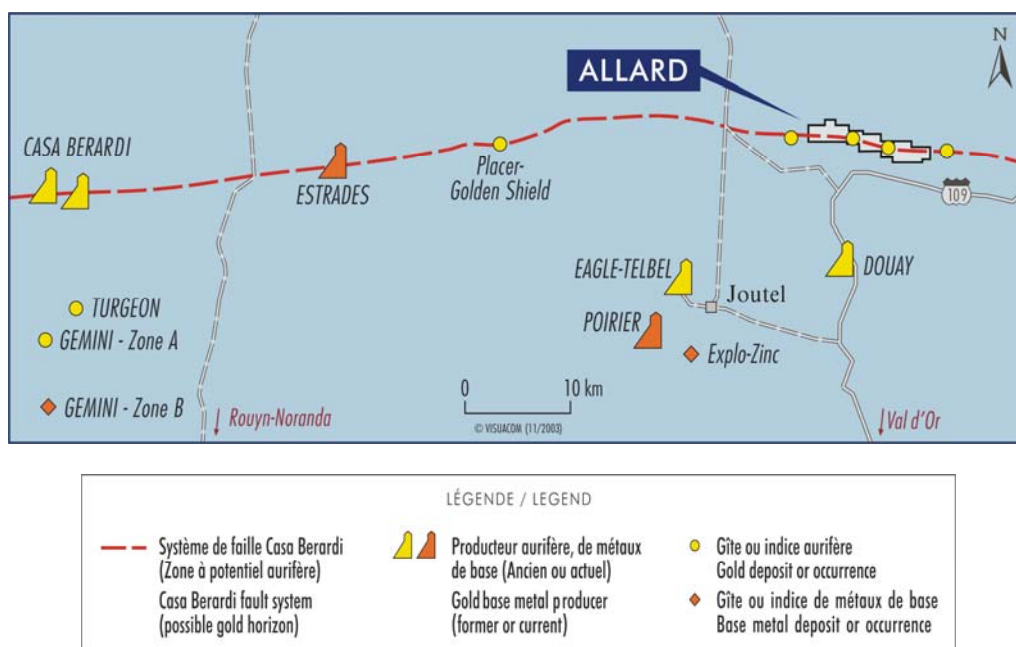 N
ALLARD
CASA BERARDI
ESTRADES
Placer-
Golden Shield
109
EAGLE-TELBEL
DOUAY
Joutel
TURGEON
POIRIER
GEMINI - Zone A
Explo-Zinc
0 10 km
GEMINI - Zone B
Rouyn-Noranda
© VISUACOM (11/2003)
Val d'Or
LÉGENDE / LEGEND
Système de faille Casa Berardi
(Zone à potentiel aurifère)
Casa Berardi fault system
(possible gold horizon)
Producteur aurifère, de métaux
de base (Ancien ou actuel)
Gold base metal producer
(former or current)
Gîte ou indice aurifère
Gold deposit or occurrence
Gîte ou indice de métaux de base
Base metal deposit or occurrence